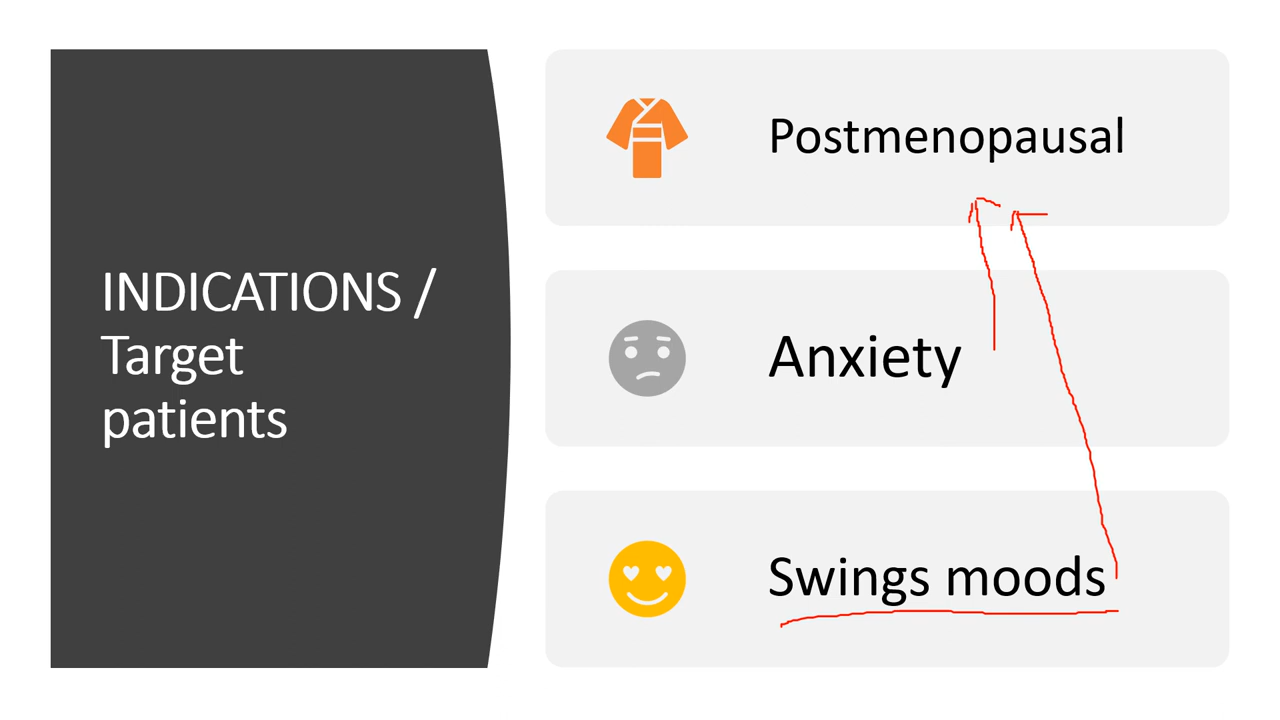 INDICATIONS /
Target
patients
Postmenopausal
Anxiety
Swings moods